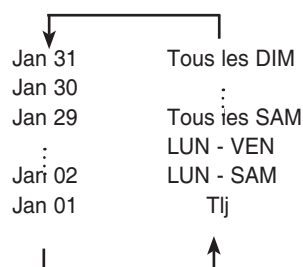 Jan 31 Tous les DIM
Jan 30
Jan 29 Tous les SAM
LUN - VEN
Jan 02 LUN - SAM
Jan 01 Tlj